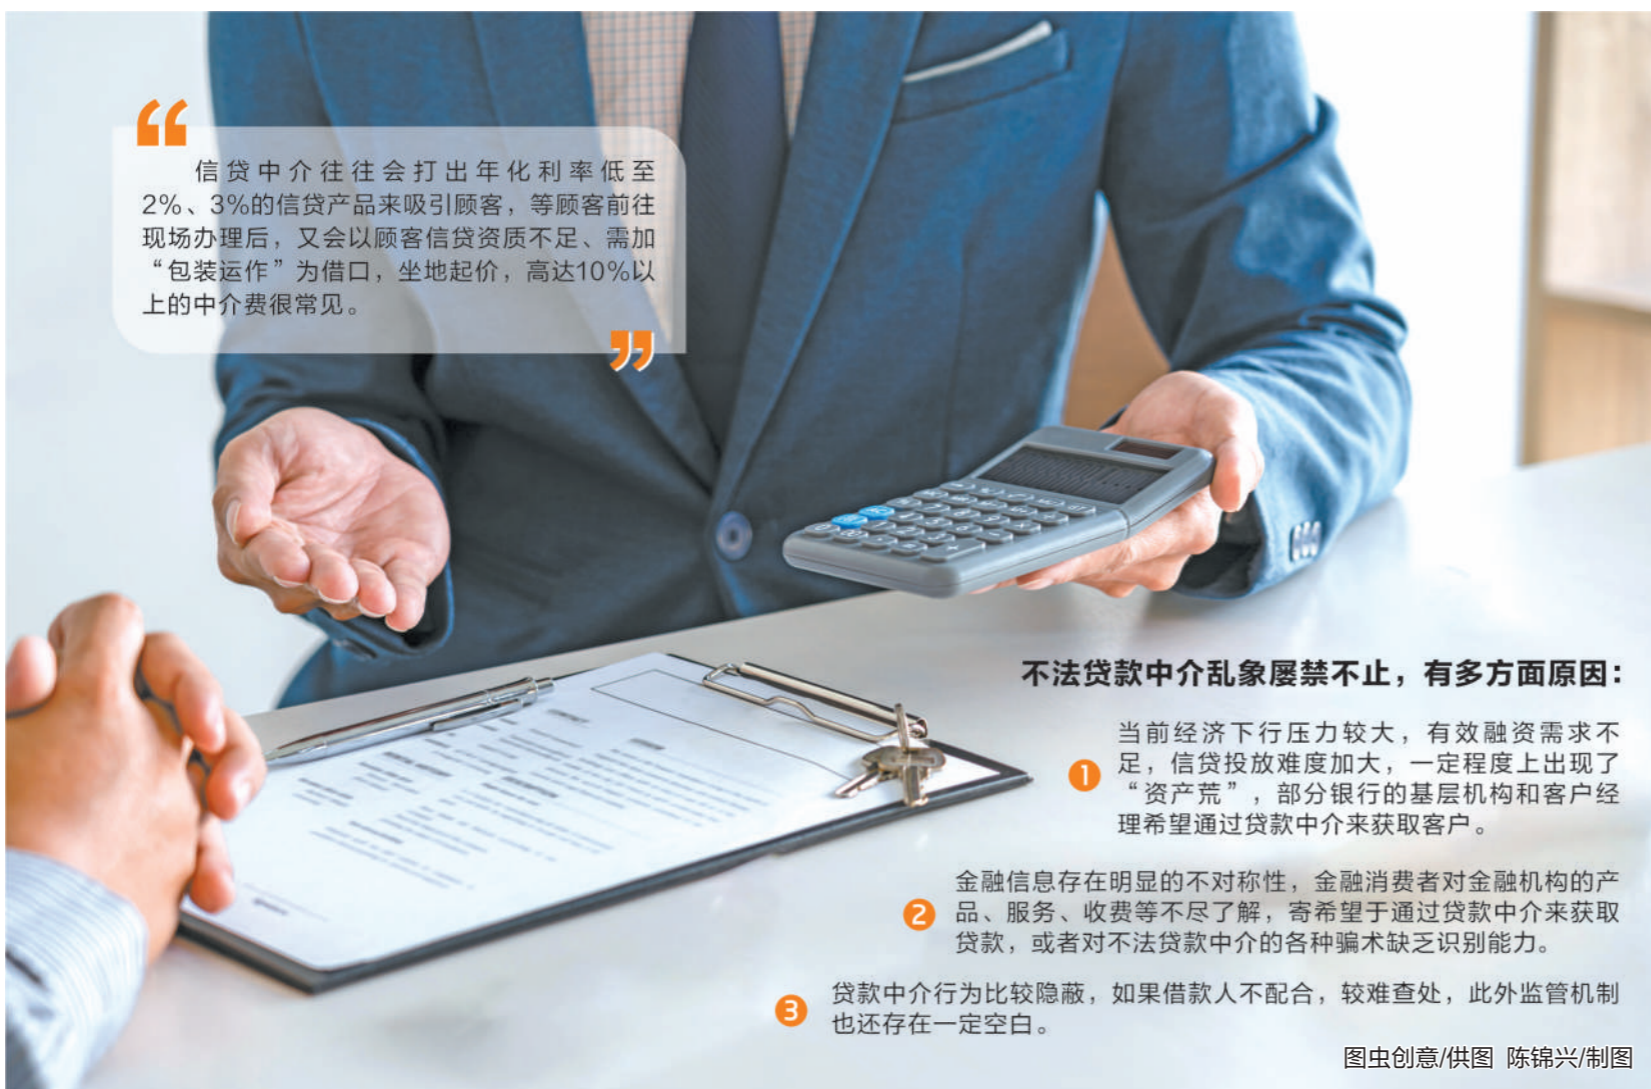 “
信贷中介往往会打出年化利率低至
2%、3%的信贷产品来吸引顾客，等顾客前往
现场办理后，又会以顾客信贷资质不足、需加
“包装运作”为借口，坐地起价，高达10%以
上的中介费很常见。
”
不法贷款中介乱象屡禁不止，有多方面原因：
1
当前经济下行压力较大，有效融资需求不
足，信贷投放难度加大，一定程度上出现了
“资产荒”，部分银行的基层机构和客户经
理希望通过贷款中介来获取客户。
2
金融信息存在明显的不对称性，金融消费者对金融机构的产
品、服务、收费等不尽了解，寄希望于通过贷款中介来获取
贷款，或者对不法贷款中介的各种骗术缺乏识别能力。
3
贷款中介行为比较隐蔽，如果借款人不配合，较难查处，此外监管机制
也还存在一定空白。
图虫创意/供图 陈锦兴/制图